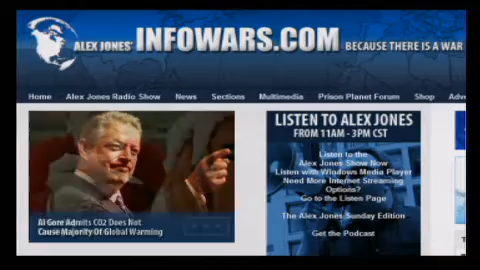 ALEX JONES' INFOWARS.COM BECAUSE THERE IS A WAR
Home Alex Jones Radio Show News Sections Multimedia Prison Planet Forum Shop Adve
LISTEN TO ALEX JONES
FROM 11AM - 3PM CST
Listen to the
Alex Jones Show Now
Listen with Windows Media Player
Need More Internet Streaming
Options?
Go to the Listen Page
The Alex Jones Sunday Edition
Get the Podcast
Al Gore Admits CO2 Does Not
Cause Majority Of Global Warming